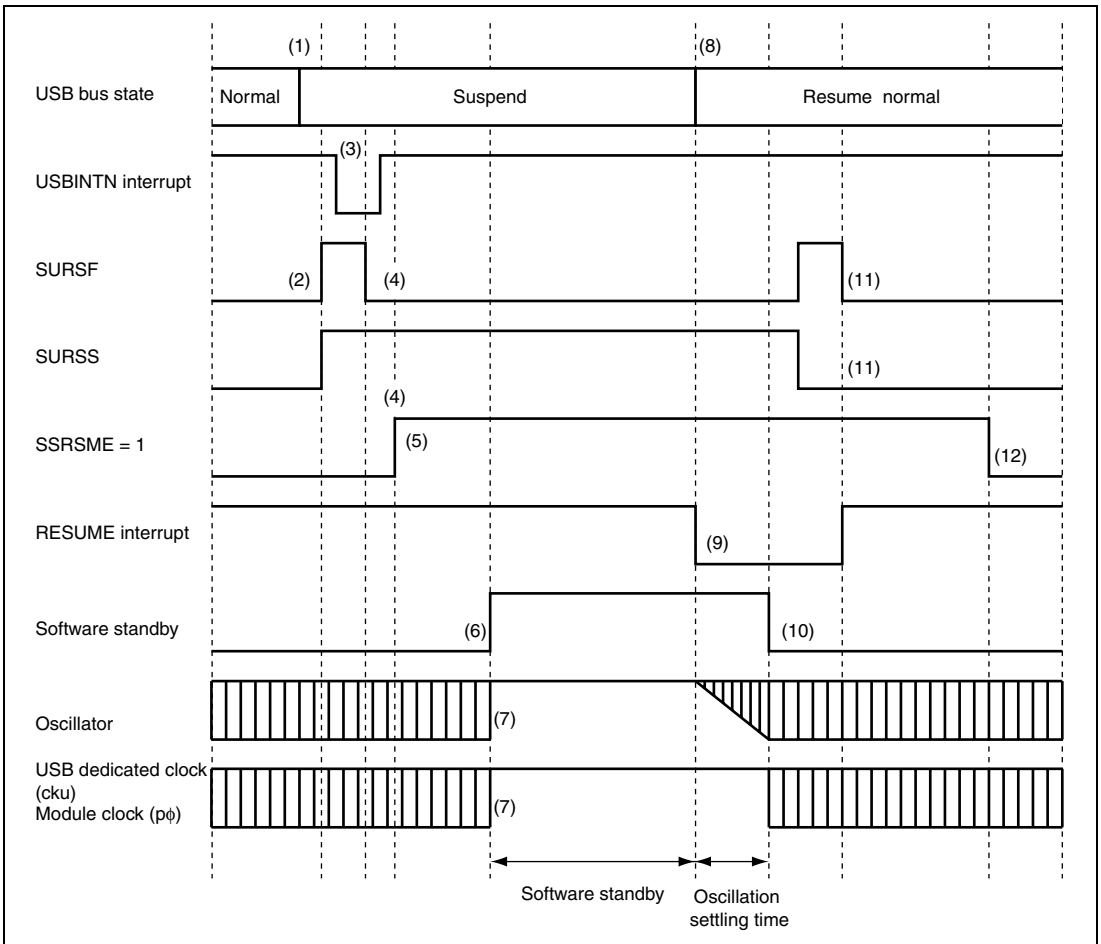 (1) (8)
USB bus state Normal Suspend Resume normal
(3)
USBINTN interrupt
SURSF
(2) (4) (11)
SURSS
(11)
(4)
SSRSME = 1 (5) (12)
RESUME interrupt
(9)
Software standby
(6) (10)
Oscillator (7)
USB dedicated clock
(cku)
Module clock (pϕ) (7)
Software standby Oscillation
settling time